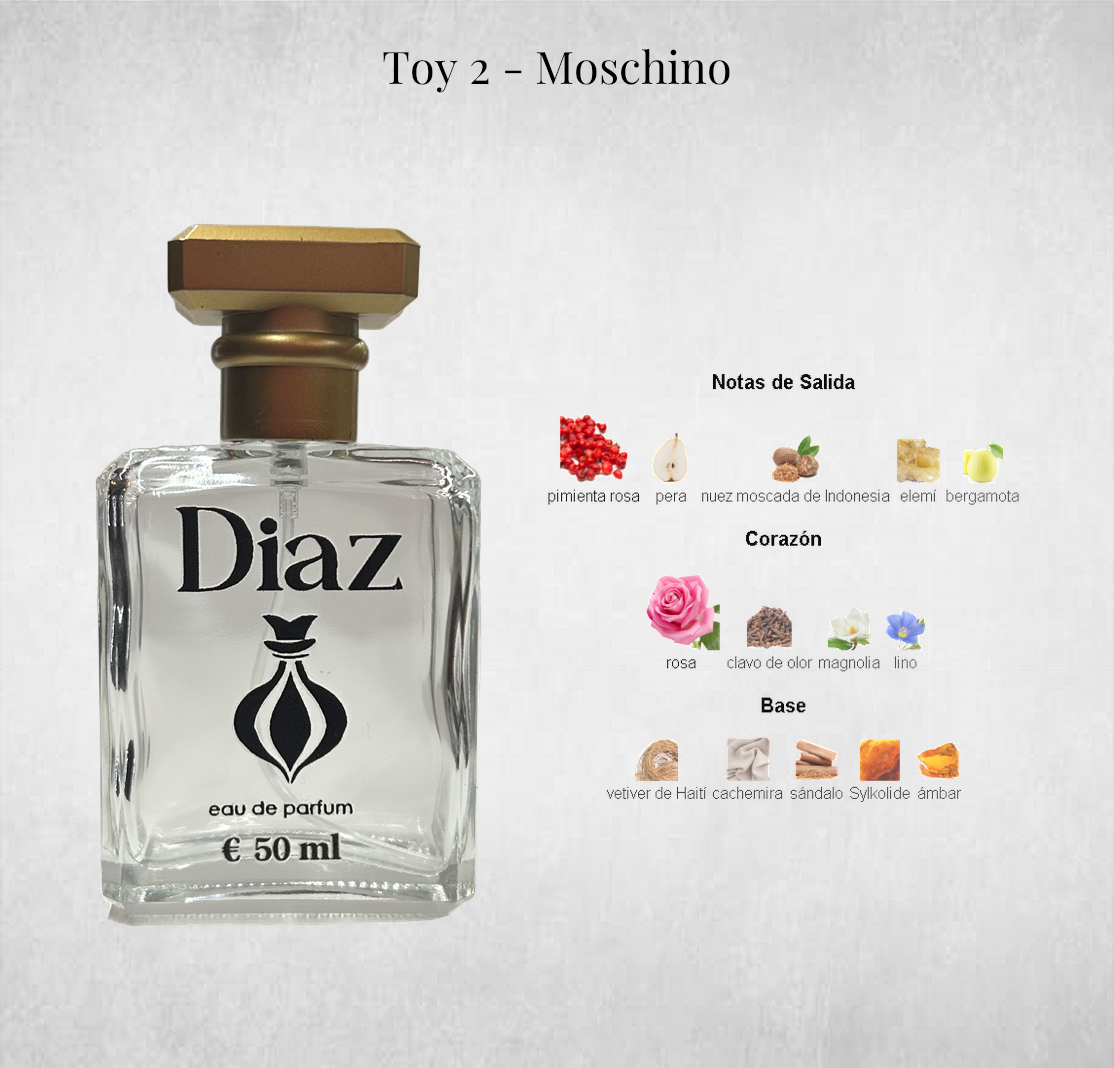 Toy 2 - Moschino
Diaz
eau de parfum
€ 50 ml
Notas de Salida
pimienta rosa pera nuez moscada de Indonesia elemí bergamota
Corazón
rosa clavo de olor magnolia lino
Base
vetiver de Haití cachemira sándalo Sylkolide ámbar